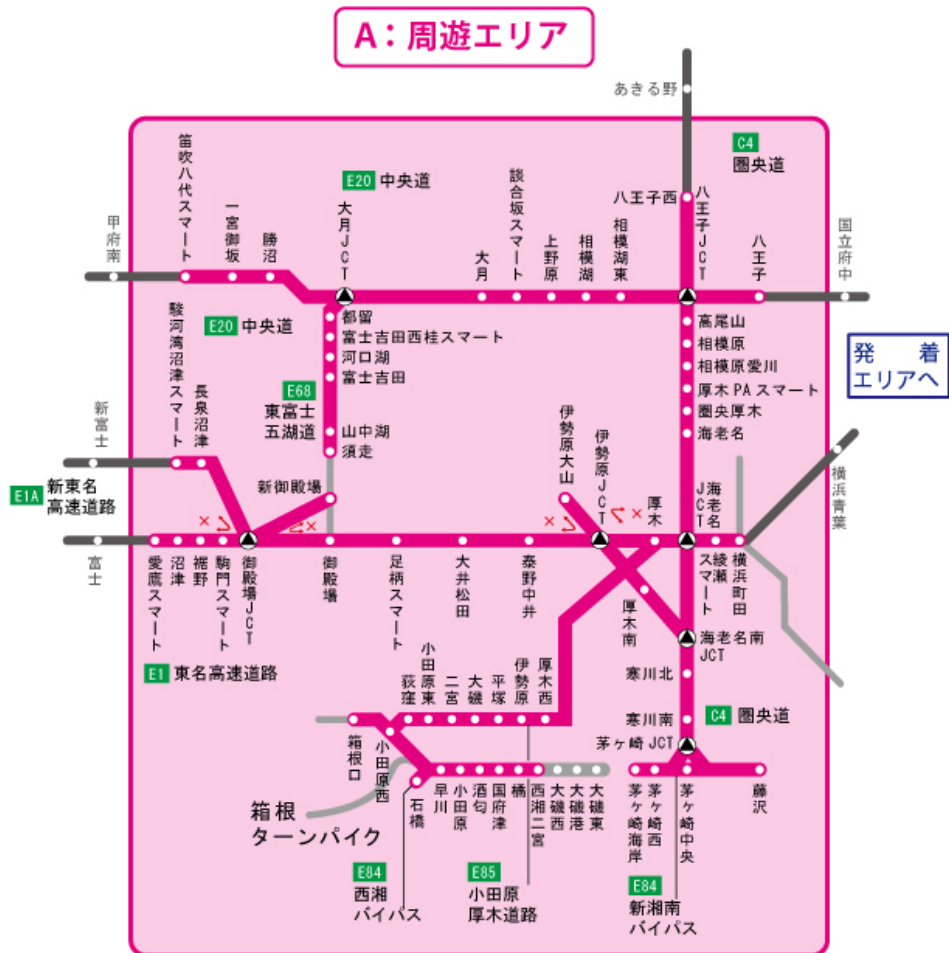 A：周遊エリア
あきる野
C4
圏央道
笛吹八代スマート
一宮御坂
勝沼
E20 中央道
大月JCT
大月
談合坂スマート
上野原
相模湖
相模湖東
八王子西
八王子JCT
八王子
甲府南
国立府中
E20 中央道
都留
富士吉田西桂スマート
河口湖
富士吉田
E68
東富士
五湖道
山中湖
須走
高尾山
相模原
相模原愛川
厚木PAスマート
圏央厚木
海老名
発　着
エリアへ
駿河湾沼津スマート
長泉沼津
新富士
E1A 新東名
高速道路
新御殿場
伊勢原大山
伊勢原JCT
厚木
海老名
JCT
横浜青葉
×
×
×
×
富士
愛鷹スマート
沼津
裾野
駒門スマート
御殿場JCT
御殿場
足柄スマート
大井松田
秦野中井
厚木南
綾瀬
スマート
横浜町田
海老名南
JCT
E1 東名高速道路
荻窪
小田原東
二宮
大磯
平塚
伊勢原
厚木西
寒川北
寒川南
C4 圏央道
茅ヶ崎JCT
箱根口
小田原西
箱根
ターンパイク
石橋
早川
小田原
酒匂
国府津
橘
西湘二宮
大磯西
大磯港
大磯東
茅ヶ崎海岸
茅ヶ崎西
茅ヶ崎中央
藤沢
E84
西湘
バイパス
E85
小田原
厚木道路
E84
新湘南
バイパス